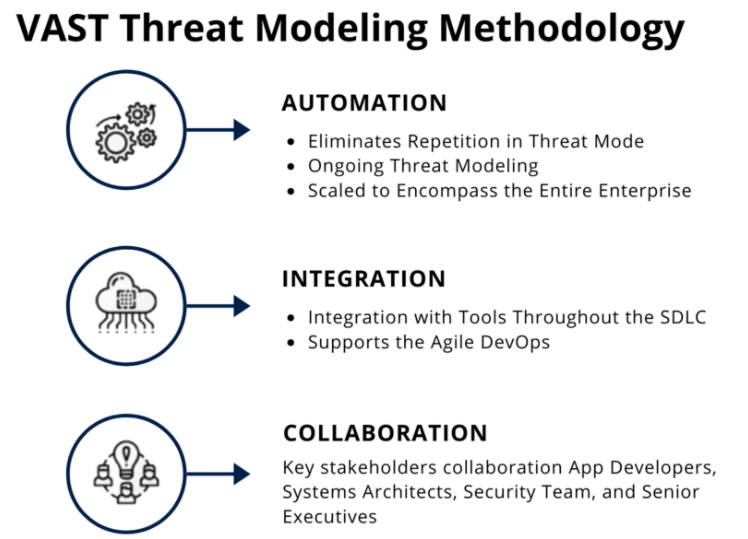 VAST Threat Modeling Methodology
AUTOMATION
• Eliminates Repetition in Threat Mode
• Ongoing Threat Modeling
• Scaled to Encompass the Entire Enterprise
INTEGRATION
• Integration with Tools Throughout the SDLC
• Supports the Agile DevOps
COLLABORATION
Key stakeholders collaboration App Developers,
Systems Architects, Security Team, and Senior
Executives